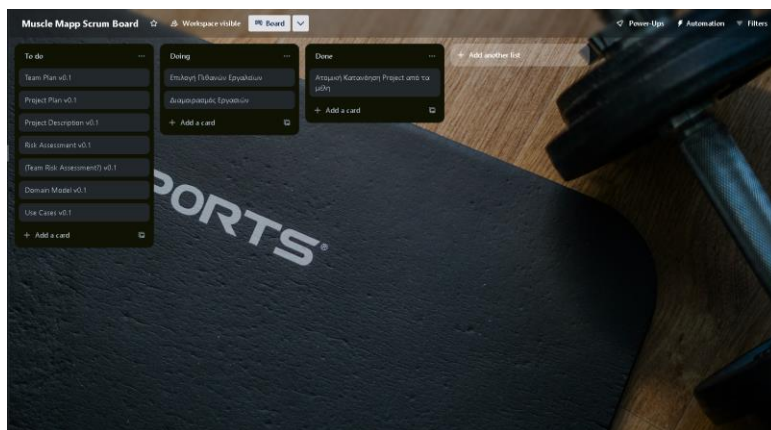 Muscle Mapp Scrum Board
Workspace visible
Board
Power-Ups
Automation
Filters
To do
Team Plan v0.1
Project Plan v0.1
Project Description v0.1
Risk Assessment v0.1
(Team Risk Assessment?) v0.1
Domain Model v0.1
Use Cases v0.1
+ Add a card
Doing
Επιλογή Πιθανών Εργαλείων
Διαμοιρασμός Εργασιών
+ Add a card
Done
Ατομική Κατανόηση Project από τα
μέλη
+ Add a card
+ Add another list
PORTS®